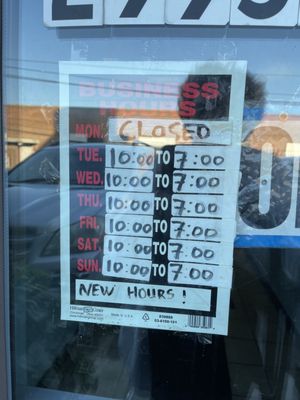 BUSINESS
HOURS
MON. CLOSED
TUE. 10:00 TO 7:00
WED. 10:00 TO 7:00
THU. 10:00 TO 7:00
FRI. 10:00 TO 7:00
SAT. 10:00 TO 7:00
SUN. 10:00 TO 7:00
NEW HOURS!
MADE IN U.S.A.